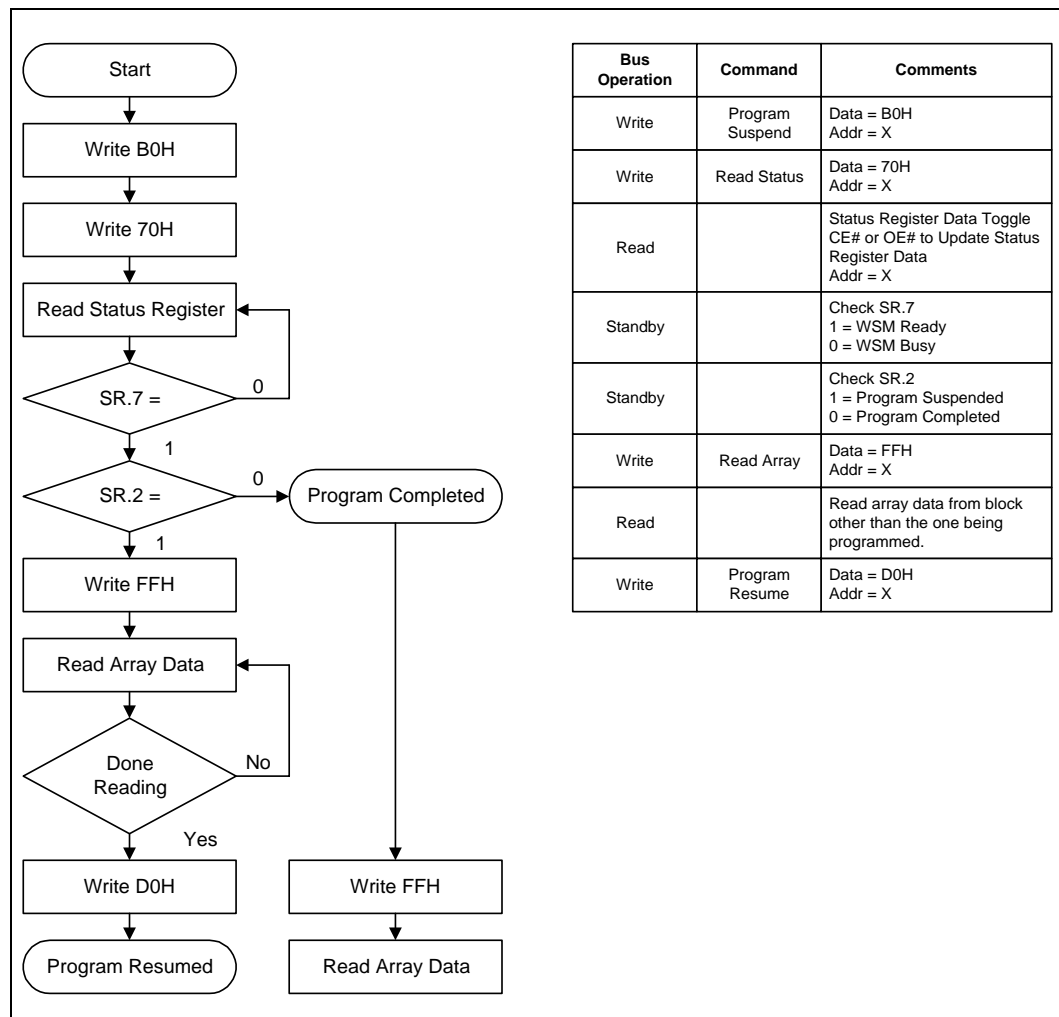 Start
Write B0H
Write 70H
Read Status Register
SR.7 =
0
1
SR.2 =
0
Program Completed
1
Write FFH
Read Array Data
Done
Reading
No
Yes
Write D0H
Write FFH
Program Resumed
Read Array Data
Bus
Operation
Command
Comments
Write
Program
Suspend
Data = B0H
Addr = X
Write
Read Status
Data = 70H
Addr = X
Read
Status Register Data Toggle
CE# or OE# to Update Status
Register Data
Addr = X
Standby
Check SR.7
1 = WSM Ready
0 = WSM Busy
Standby
Check SR.2
1 = Program Suspended
0 = Program Completed
Write
Read Array
Data = FFH
Addr = X
Read
Read array data from block
other than the one being
programmed.
Write
Program
Resume
Data = D0H
Addr = X